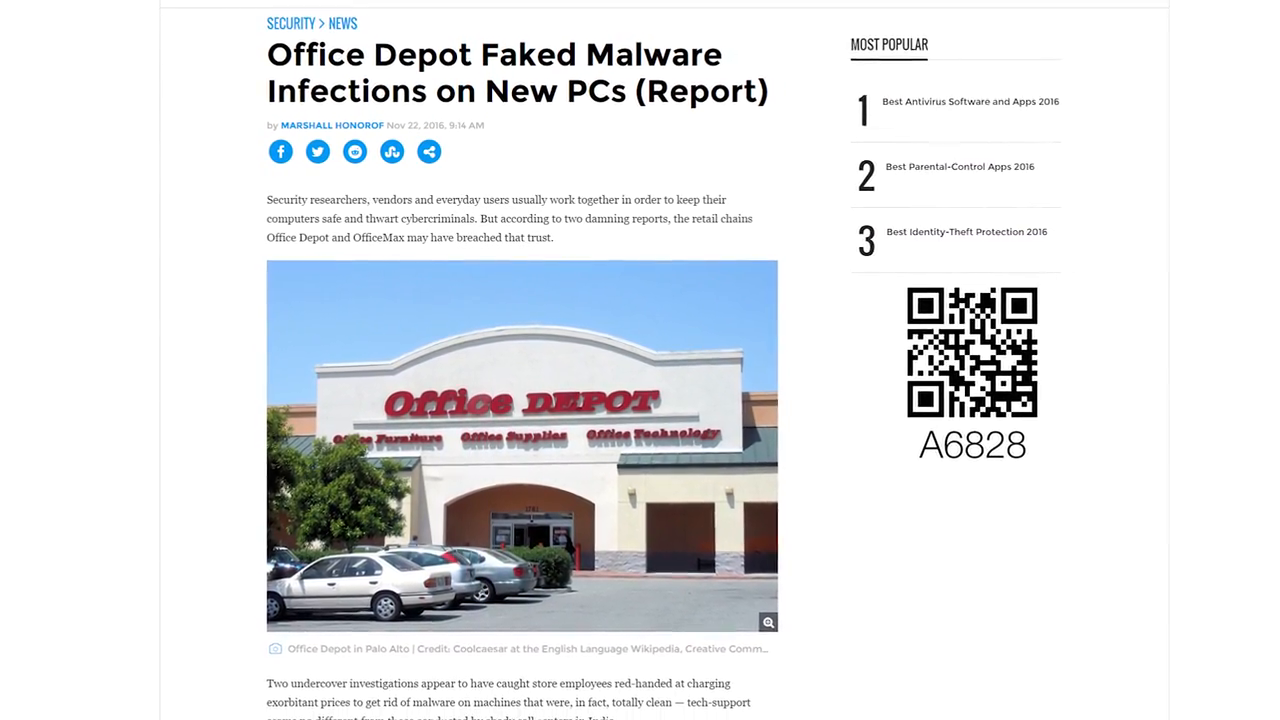 SECURITY > NEWS
Office Depot Faked Malware
Infections on New PCs (Report)
by MARSHALL HONOROF Nov 22, 2016, 9:14 AM
Security researchers, vendors and everyday users usually work together in order to keep their
computers safe and thwart cybercriminals. But according to two damning reports, the retail chains
Office Depot and OfficeMax may have breached that trust.
Office DEPOT
Office Furniture Office Supplies Office Technology
1761
Office Depot in Palo Alto | Credit: Coolcaesar at the English Language Wikipedia, Creative Comm...
Two undercover investigations appear to have caught store employees red-handed at charging
exorbitant prices to get rid of malware on machines that were, in fact, totally clean — tech-support
MOST POPULAR
1 Best Antivirus Software and Apps 2016
2 Best Parental-Control Apps 2016
3 Best Identity-Theft Protection 2016
A6828